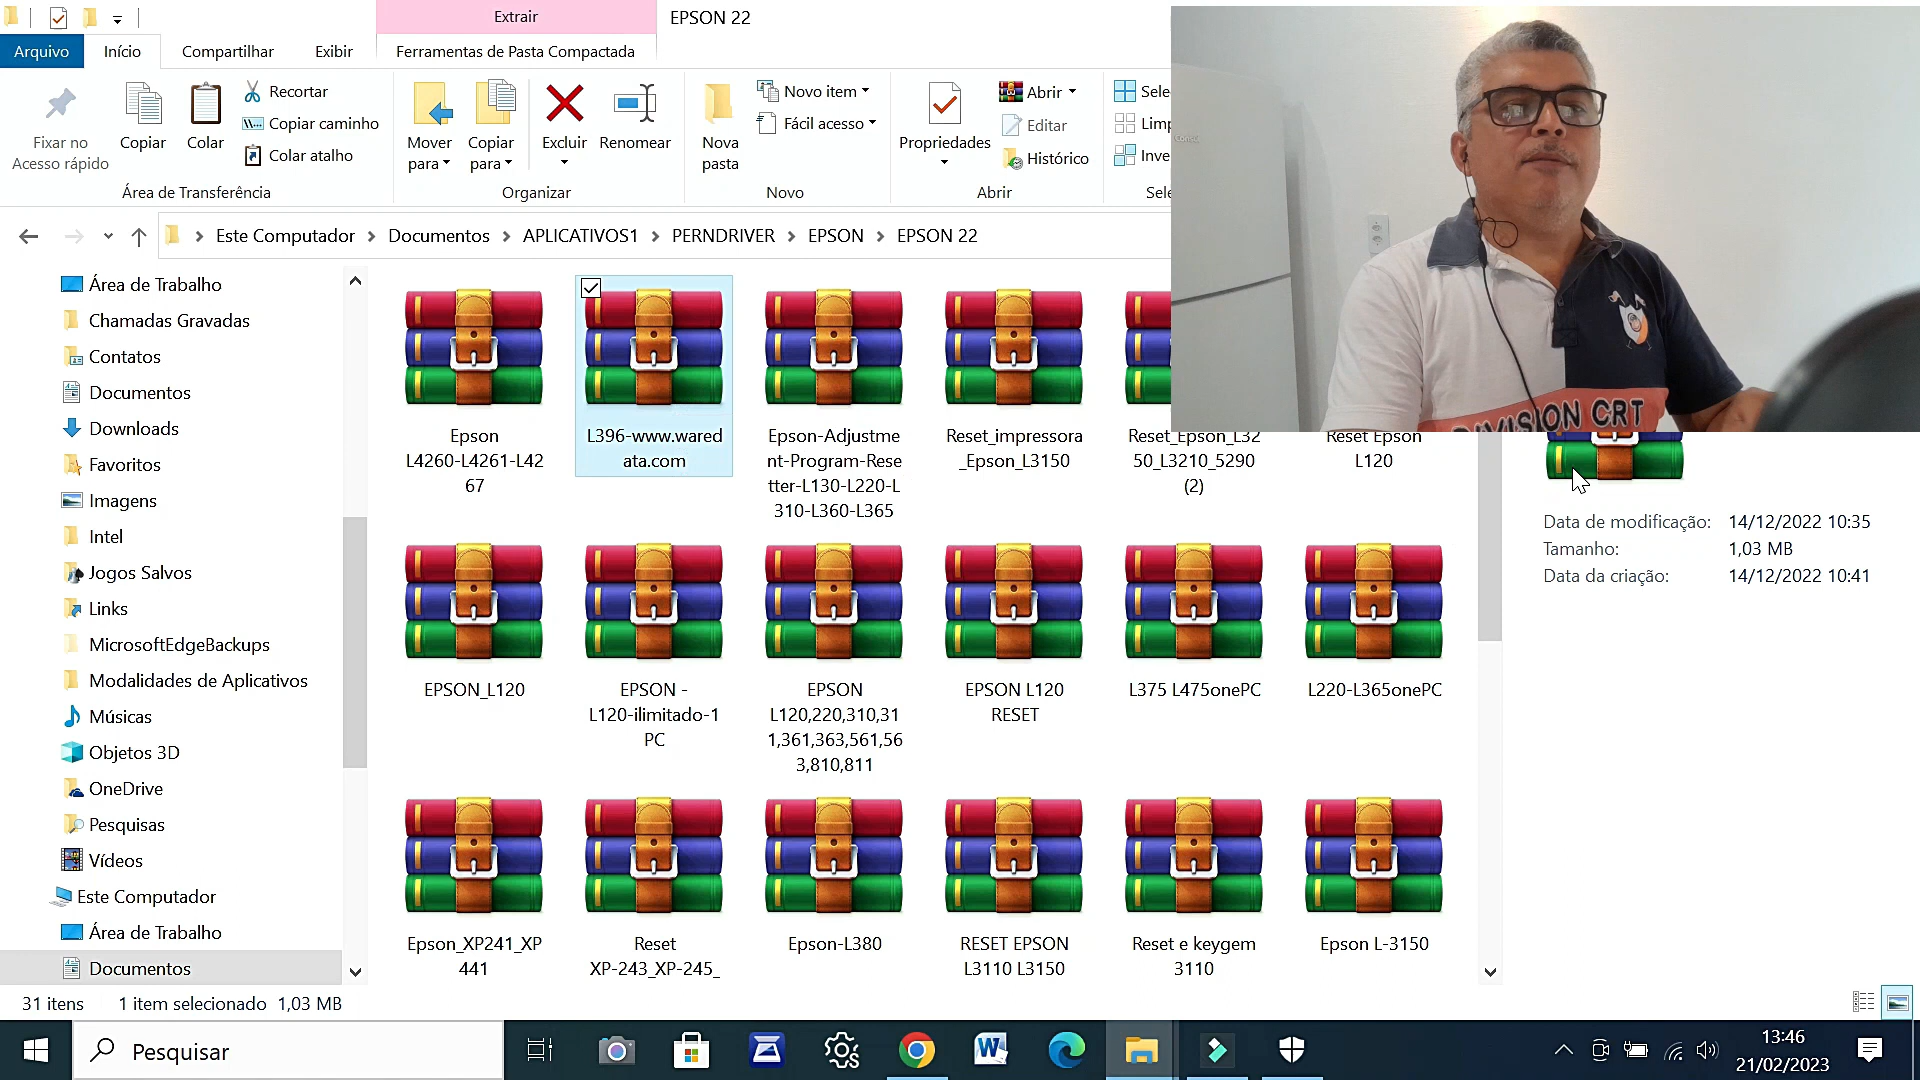 Extrair
EPSON 22
Arquivo
Início
Compartilhar
Exibir
Ferramentas de Pasta Compactada
Fixar no
Acesso rápido
Copiar
Colar
Recortar
Copiar caminho
Colar atalho
Área de Transferência
Mover
para
Copiar
para
Excluir
Renomear
Organizar
Nova
pasta
Novo item
Fácil acesso
Novo
Propriedades
Abrir
Editar
Histórico
Abrir
Sele
Limp
Inve
Sele
Este Computador
Documentos
APLICATIVOS1
PERNDRIVER
EPSON
EPSON 22
Área de Trabalho
Chamadas Gravadas
Contatos
Documentos
Downloads
Favoritos
Imagens
Intel
Jogos Salvos
Links
MicrosoftEdgeBackups
Modalidades de Aplicativos
Músicas
Objetos 3D
OneDrive
Pesquisas
Vídeos
Este Computador
Área de Trabalho
Documentos
Epson
L4260-L4261-L42
67
L396-www.wared
ata.com
Epson-Adjustme
nt-Program-Rese
tter-L130-L220-L
310-L360-L365
Reset_impressora
_Epson_L3150
Reset_Epson_L32
50_L3210_5290
(2)
Reset Epson
L120
EPSON_L120
EPSON -
L120-ilimitado-1
PC
EPSON
L120,220,310,31
1,361,363,561,56
3,810,811
EPSON L120
RESET
L375 L475onePC
L220-L365onePC
Epson_XP241_XP
441
Reset
XP-243_XP-245_
Epson-L380
RESET EPSON
L3110 L3150
Reset e keygem
3110
Epson L-3150
DIVISION CRT
Data de modificação: 14/12/2022 10:35
Tamanho: 1,03 MB
Data da criação: 14/12/2022 10:41
31 itens
1 item selecionado 1,03 MB
Pesquisar
13:46
21/02/2023